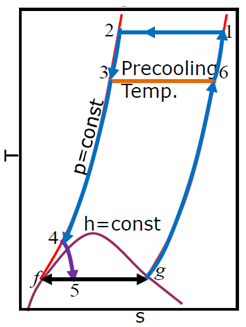 2 1
3 Precooling 6
Temp.
p=const
T
h=const
4
f 5 g
s